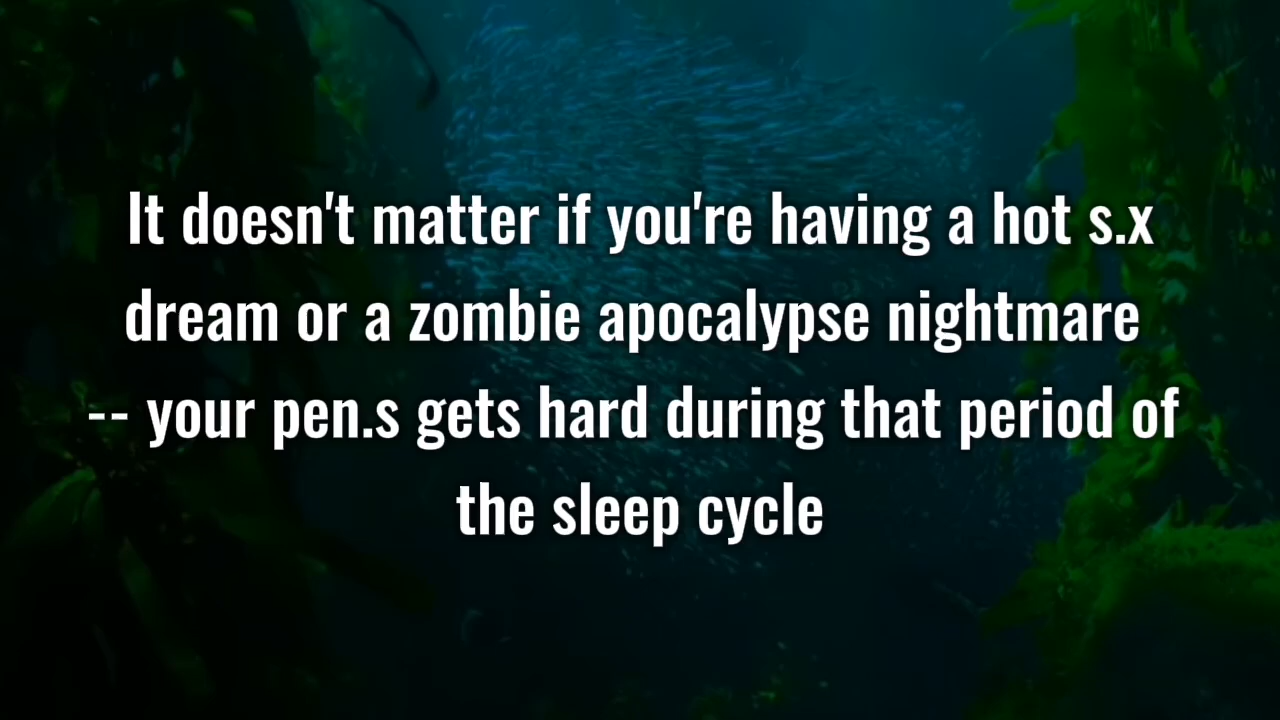 It doesn't matter if you're having a hot s.x
dream or a zombie apocalypse nightmare
-- your pen.s gets hard during that period of
the sleep cycle